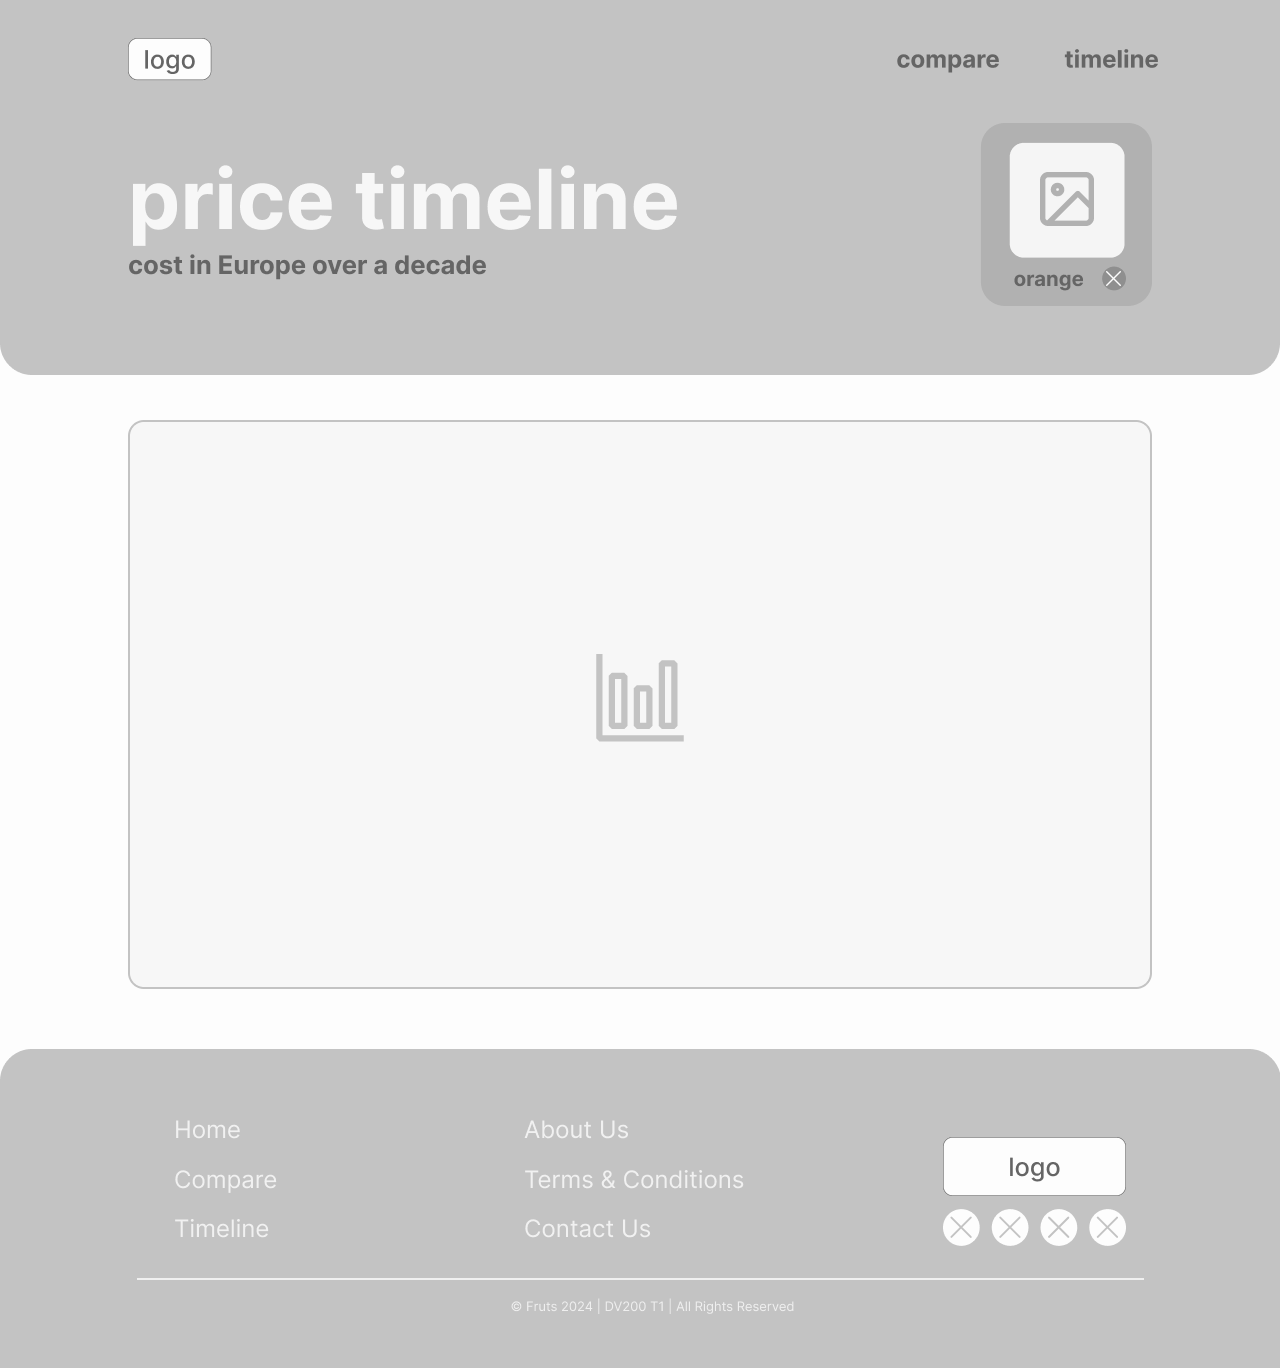 logo
compare
timeline
price timeline
cost in Europe over a decade
orange
Home
Compare
Timeline
About Us
Terms & Conditions
Contact Us
logo
© Fruts 2024 | DV200 T1 | All Rights Reserved